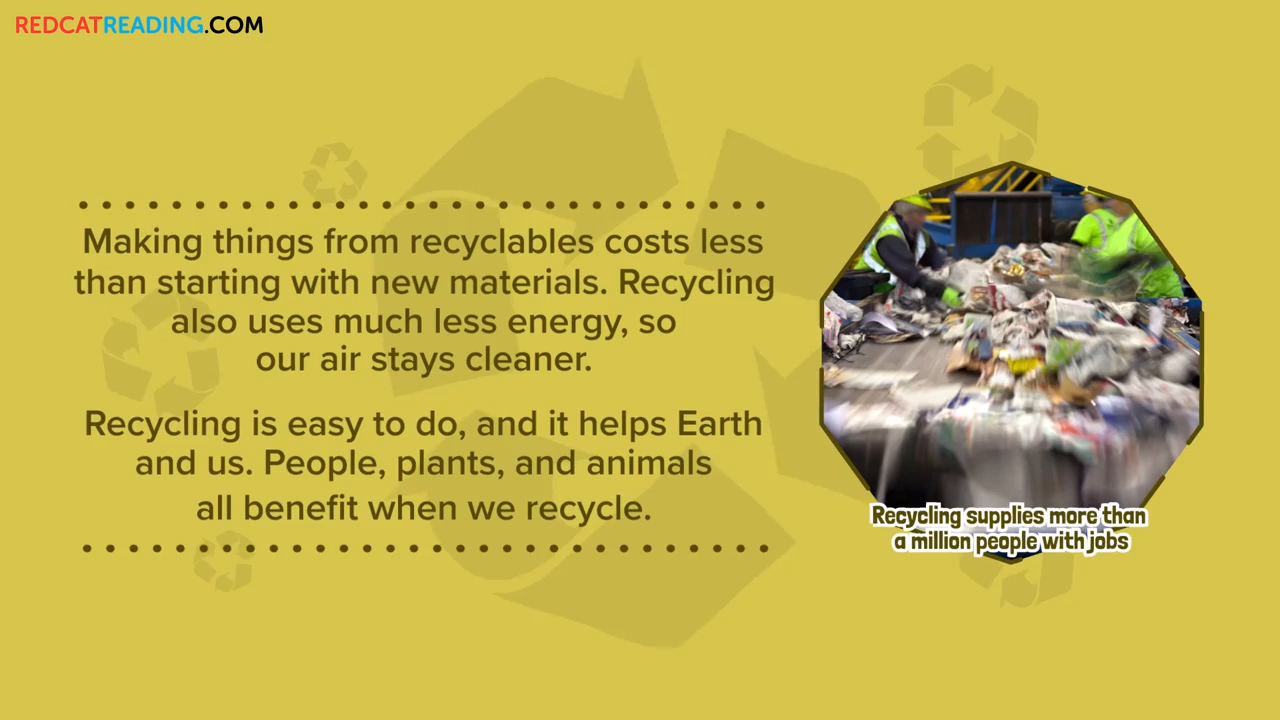 REDCATREADING.COM
Making things from recyclables costs less
than starting with new materials. Recycling
also uses much less energy, so
our air stays cleaner.
Recycling is easy to do, and it helps Earth
and us. People, plants, and animals
all benefit when we recycle.
Recycling supplies more than
a million people with jobs